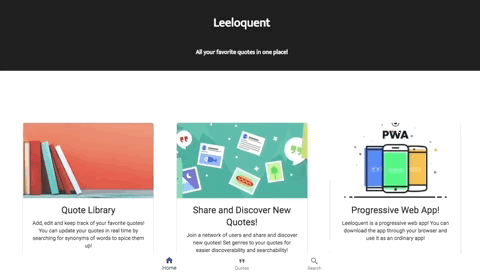 Leeloquent
All your favorite quotes in one place!
PWA
Quote Library
Add, edit and keep track of your favorite quotes!
You can update your quotes in real time by
searching for synonyms of words to spice them
up!
Share and Discover New
Quotes!
Join a network of users and share and discover
new quotes! Set genres to your quotes for
easier discoverability and searchability!
Progressive Web App!
Leeloquent is a progressive web app! You can
download the app through your browser and
use it as an ordinary app!
Home
Quotes
Search